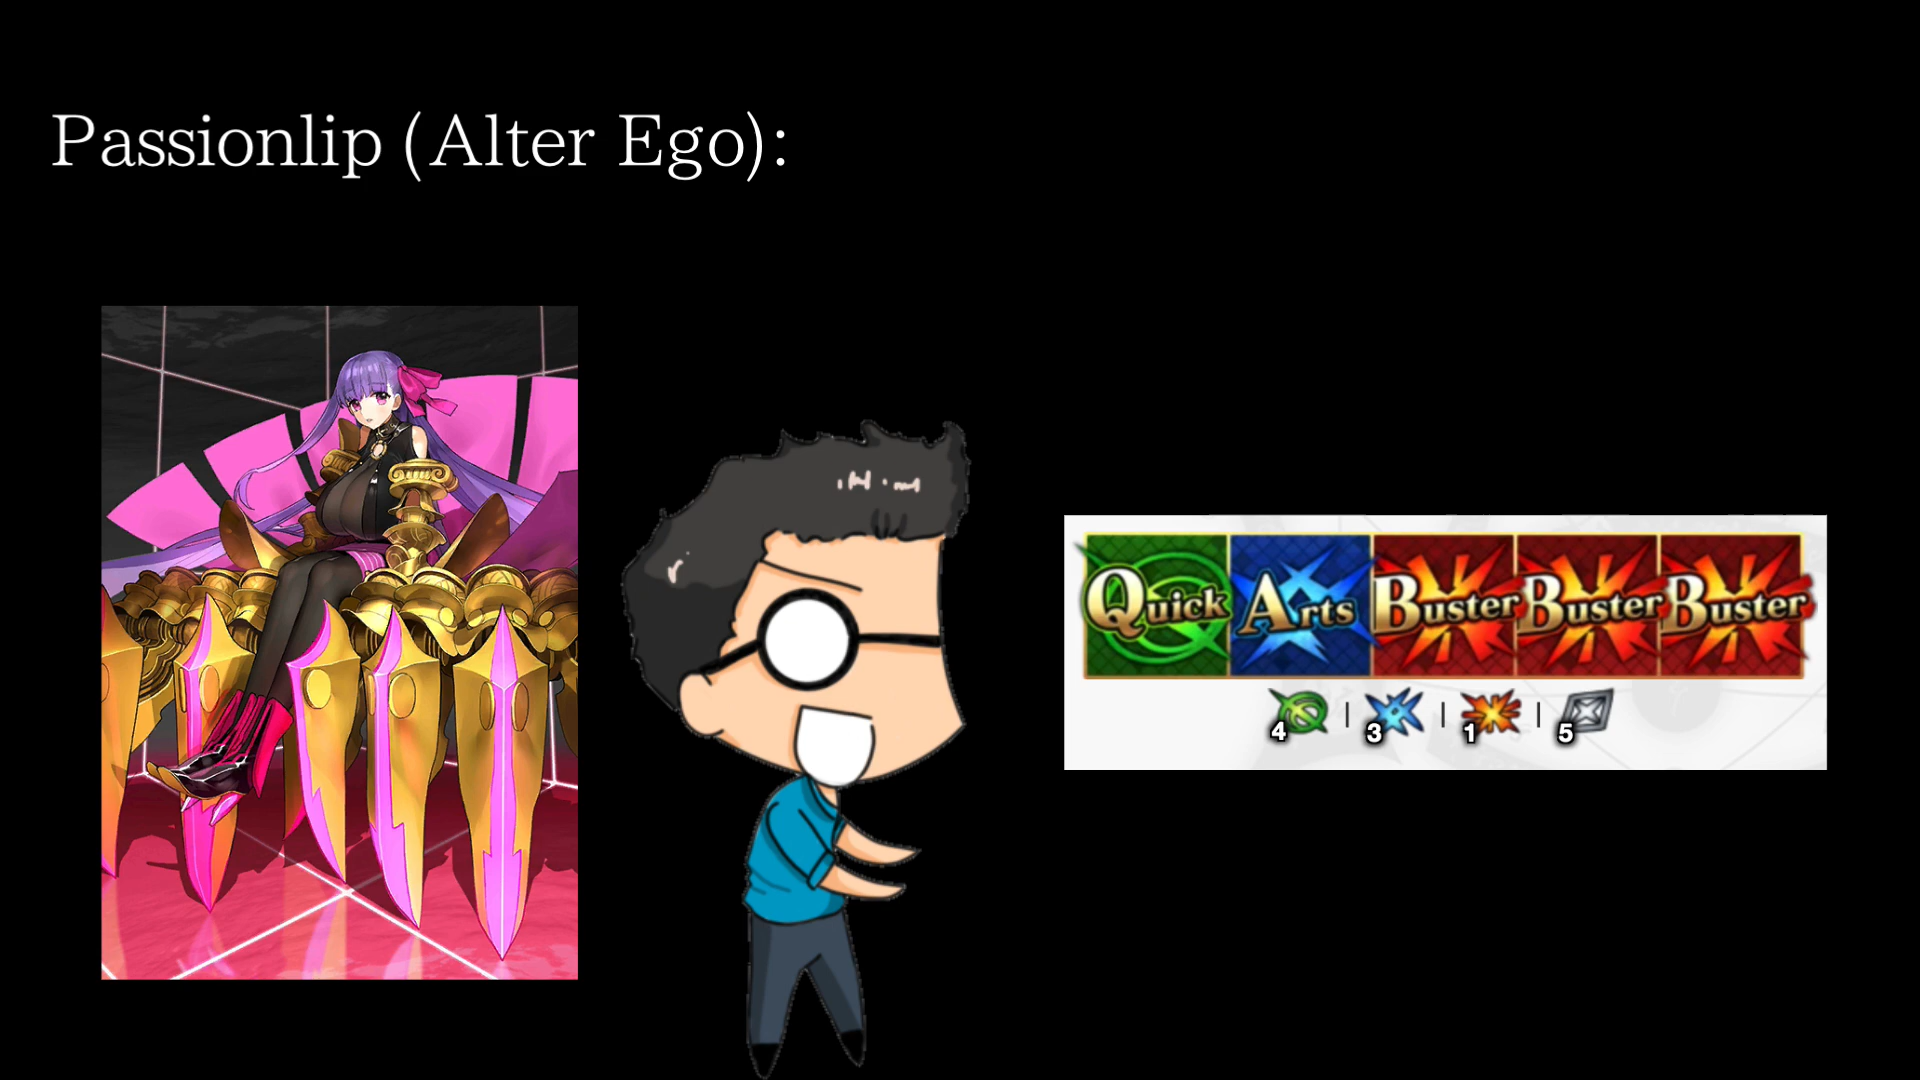 Passionlip (Alter Ego):
Quick Arts Buster Buster Buster
4 | 3 | 1 | 5